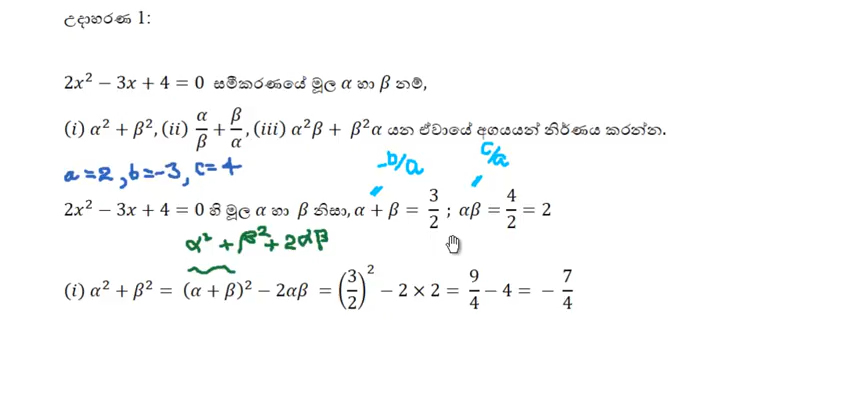 උදාහරණ 1:
2x² − 3x + 4 = 0 සමීකරණයේ මූල α හා β නම්,
(i) α² + β², (ii) α/β + β/α, (iii) α²β + β²α යන ඒවායේ අගයයන් නිර්ණය කරන්න.
a = 2, b = −3, c = 4 −b/a c/a
2x² − 3x + 4 = 0 හි මූල α හා β නිසා, α + β = 3/2 ; αβ = 4/2 = 2
α² + β² + 2αβ
(i) α² + β² = (α + β)² − 2αβ = (3/2)² − 2 × 2 = 9/4 − 4 = − 7/4